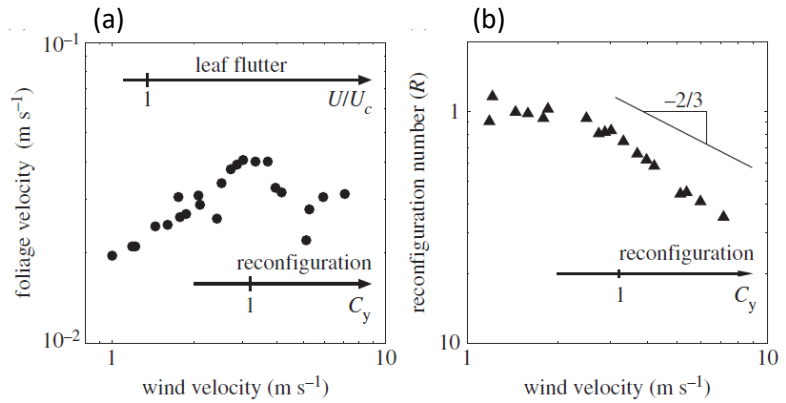 (a)
10⁻¹
leaf flutter
1
U/U_c
foliage velocity (m s⁻¹)
reconfiguration
1
C_y
10⁻²
1
10
wind velocity (m s⁻¹)
(b)
reconfiguration number (R)
1
−2/3
reconfiguration
1
C_y
10
1
10
wind velocity (m s⁻¹)